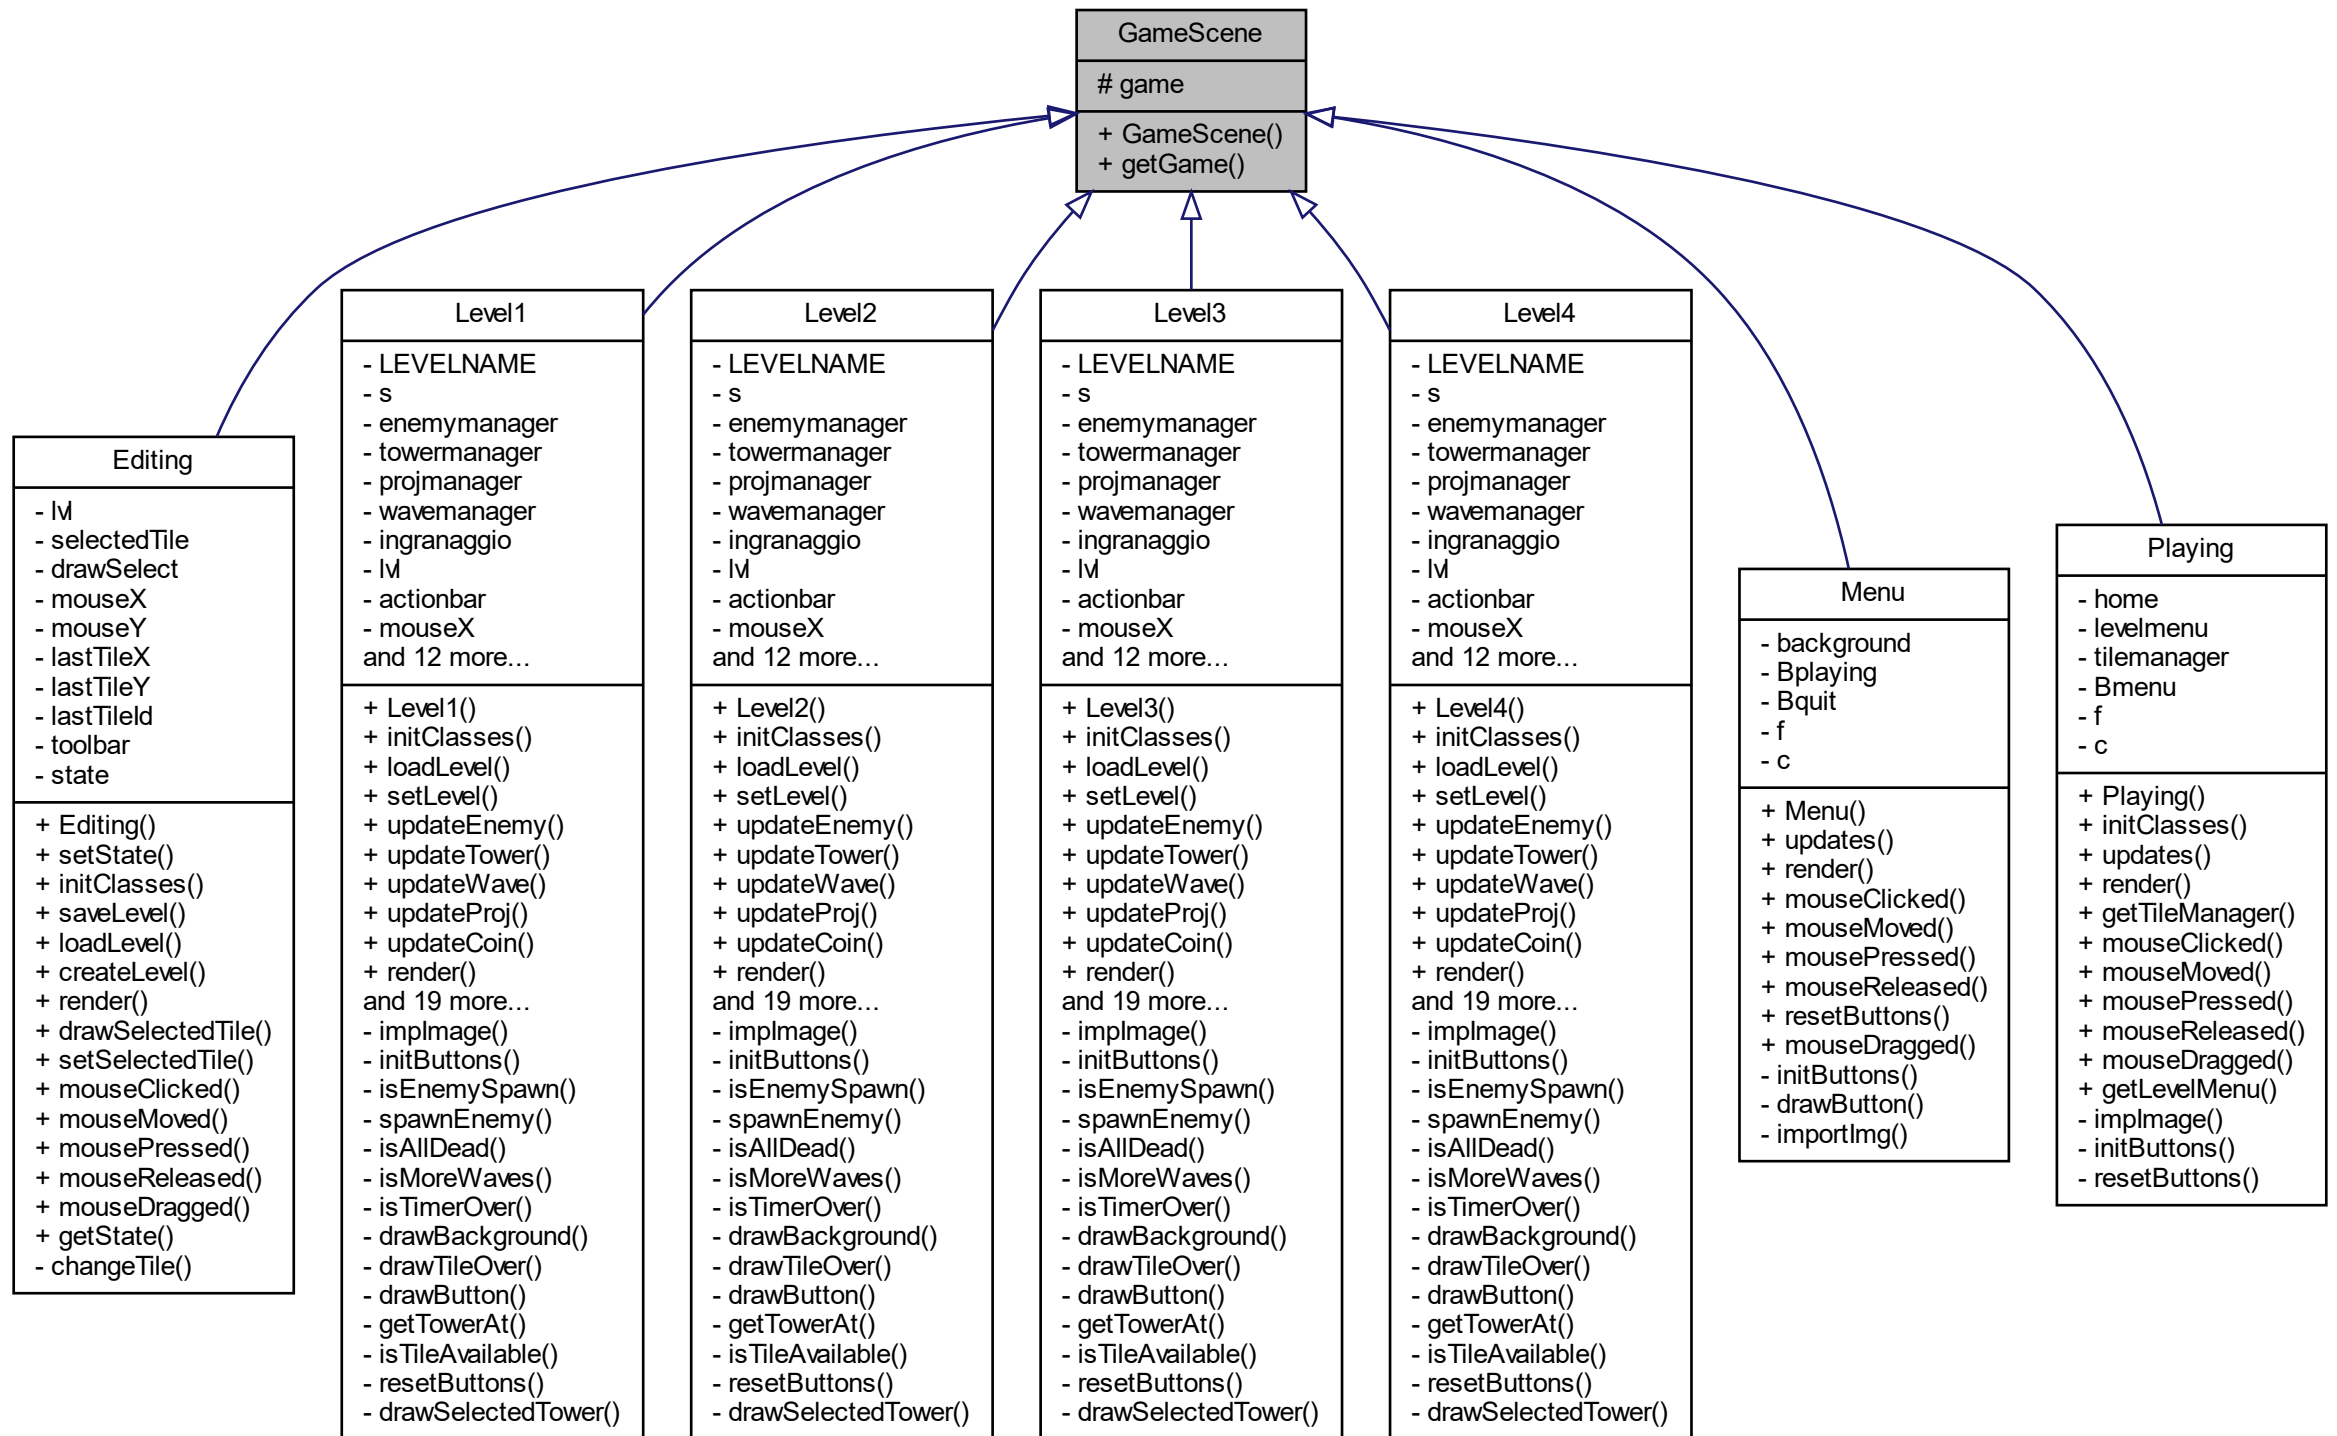 GameScene
# game
+ GameScene()
+ getGame()
Editing
- lvl
- selectedTile
- drawSelect
- mouseX
- mouseY
- lastTileX
- lastTileY
- lastTileId
- toolbar
- state
+ Editing()
+ setState()
+ initClasses()
+ saveLevel()
+ loadLevel()
+ createLevel()
+ render()
+ drawSelectedTile()
+ setSelectedTile()
+ mouseClicked()
+ mouseMoved()
+ mousePressed()
+ mouseReleased()
+ mouseDragged()
+ getState()
- changeTile()
Level1
- LEVELNAME
- s
- enemymanager
- towermanager
- projmanager
- wavemanager
- ingranaggio
- lvl
- actionbar
- mouseX
and 12 more...
+ Level1()
+ initClasses()
+ loadLevel()
+ setLevel()
+ updateEnemy()
+ updateTower()
+ updateWave()
+ updateProj()
+ updateCoin()
+ render()
and 19 more...
- impImage()
- initButtons()
- isEnemySpawn()
- spawnEnemy()
- isAllDead()
- isMoreWaves()
- isTimerOver()
- drawBackground()
- drawTileOver()
- drawButton()
- getTowerAt()
- isTileAvailable()
- resetButtons()
- drawSelectedTower()
Level2
- LEVELNAME
- s
- enemymanager
- towermanager
- projmanager
- wavemanager
- ingranaggio
- lvl
- actionbar
- mouseX
and 12 more...
+ Level2()
+ initClasses()
+ loadLevel()
+ setLevel()
+ updateEnemy()
+ updateTower()
+ updateWave()
+ updateProj()
+ updateCoin()
+ render()
and 19 more...
- impImage()
- initButtons()
- isEnemySpawn()
- spawnEnemy()
- isAllDead()
- isMoreWaves()
- isTimerOver()
- drawBackground()
- drawTileOver()
- drawButton()
- getTowerAt()
- isTileAvailable()
- resetButtons()
- drawSelectedTower()
Level3
- LEVELNAME
- s
- enemymanager
- towermanager
- projmanager
- wavemanager
- ingranaggio
- lvl
- actionbar
- mouseX
and 12 more...
+ Level3()
+ initClasses()
+ loadLevel()
+ setLevel()
+ updateEnemy()
+ updateTower()
+ updateWave()
+ updateProj()
+ updateCoin()
+ render()
and 19 more...
- impImage()
- initButtons()
- isEnemySpawn()
- spawnEnemy()
- isAllDead()
- isMoreWaves()
- isTimerOver()
- drawBackground()
- drawTileOver()
- drawButton()
- getTowerAt()
- isTileAvailable()
- resetButtons()
- drawSelectedTower()
Level4
- LEVELNAME
- s
- enemymanager
- towermanager
- projmanager
- wavemanager
- ingranaggio
- lvl
- actionbar
- mouseX
and 12 more...
+ Level4()
+ initClasses()
+ loadLevel()
+ setLevel()
+ updateEnemy()
+ updateTower()
+ updateWave()
+ updateProj()
+ updateCoin()
+ render()
and 19 more...
- impImage()
- initButtons()
- isEnemySpawn()
- spawnEnemy()
- isAllDead()
- isMoreWaves()
- isTimerOver()
- drawBackground()
- drawTileOver()
- drawButton()
- getTowerAt()
- isTileAvailable()
- resetButtons()
- drawSelectedTower()
Menu
- background
- Bplaying
- Bquit
- f
- c
+ Menu()
+ updates()
+ render()
+ mouseClicked()
+ mouseMoved()
+ mousePressed()
+ mouseReleased()
+ resetButtons()
+ mouseDragged()
- initButtons()
- drawButton()
- importImg()
Playing
- home
- levelmenu
- tilemanager
- Bmenu
- f
- c
+ Playing()
+ initClasses()
+ updates()
+ render()
+ getTileManager()
+ mouseClicked()
+ mouseMoved()
+ mousePressed()
+ mouseReleased()
+ mouseDragged()
+ getLevelMenu()
- impImage()
- initButtons()
- resetButtons()